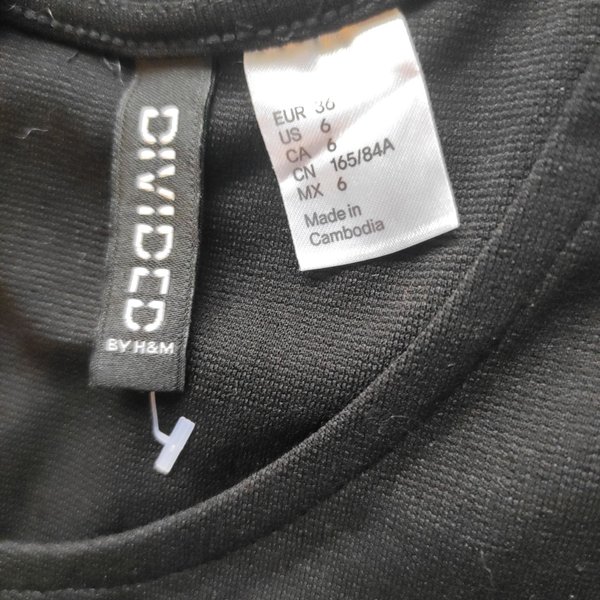 DIVIDED
BY H&M
EUR 36
US 6
CA 6
CN 165/84A
MX 6
Made in
Cambodia